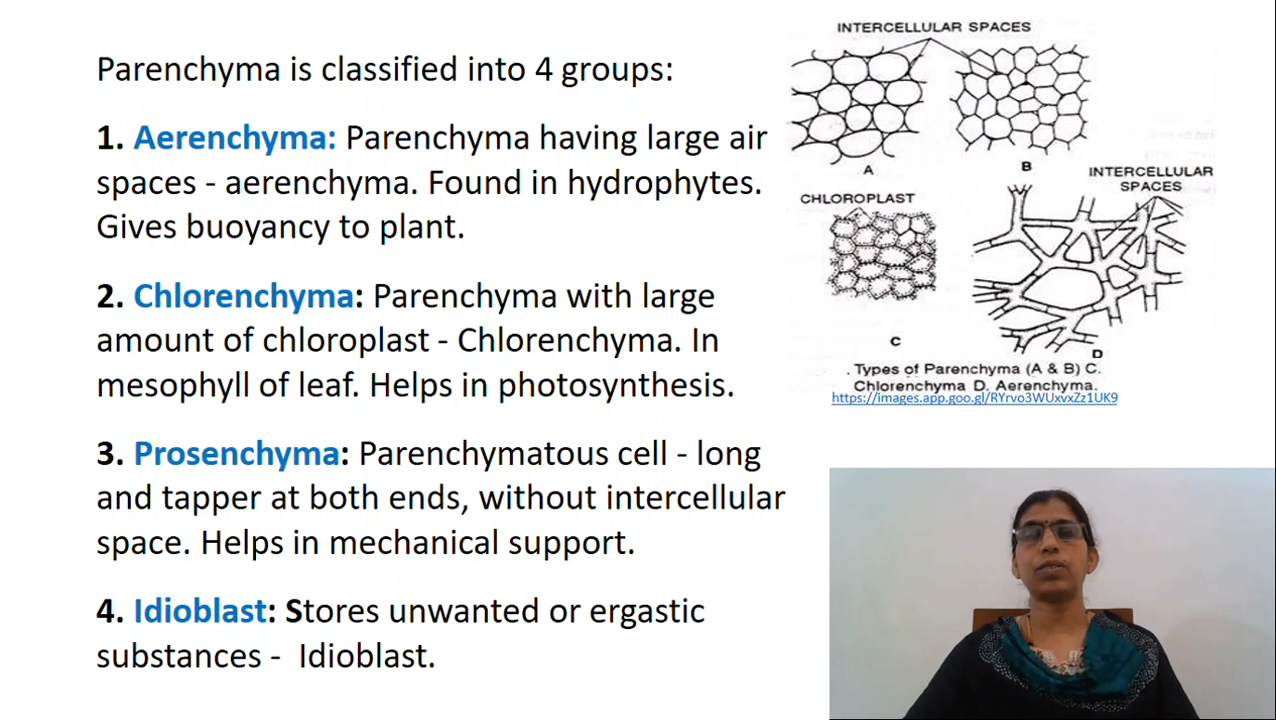 Parenchyma is classified into 4 groups:
1. Aerenchyma: Parenchyma having large air
spaces - aerenchyma. Found in hydrophytes.
Gives buoyancy to plant.
2. Chlorenchyma: Parenchyma with large
amount of chloroplast - Chlorenchyma. In
mesophyll of leaf. Helps in photosynthesis.
3. Prosenchyma: Parenchymatous cell - long
and tapper at both ends, without intercellular
space. Helps in mechanical support.
4. Idioblast: Stores unwanted or ergastic
substances - Idioblast.
INTERCELLULAR SPACES
A
B
CHLOROPLAST
INTERCELLULAR
SPACES
C
D
. Types of Parenchyma (A & B) C.
Chlorenchyma D. Aerenchyma.
https://images.app.goo.gl/RYrvo3WUxvxZz1UK9